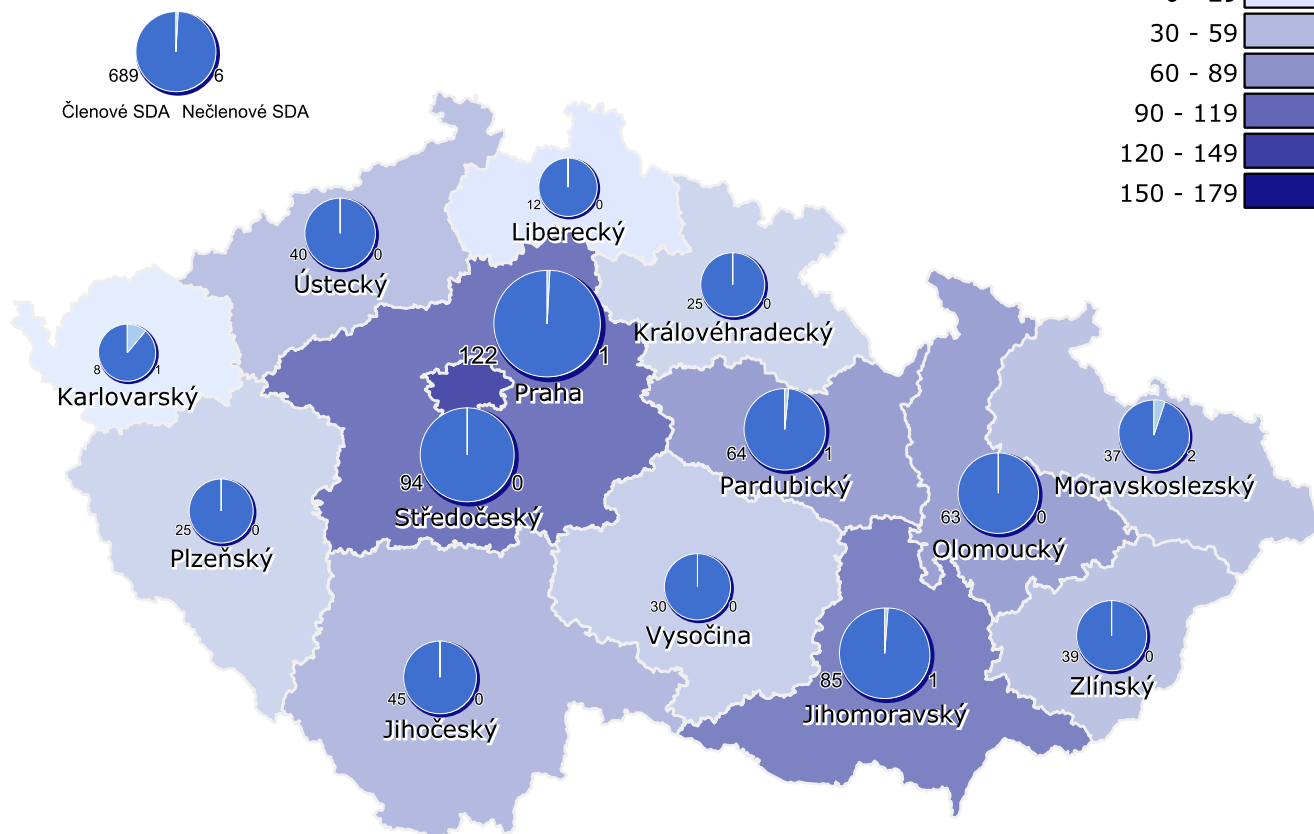 0 - 29
30 - 59
60 - 89
90 - 119
120 - 149
150 - 179
689 6
Členové SDA Nečlenové SDA
12 0
Liberecký
40 0
Ústecký
25 0
Královéhradecký
8 1
Karlovarský
122 1
Praha
94 0
Středočeský
64 1
Pardubický
37 2
Moravskoslezský
63 0
Olomoucký
25 0
Plzeňský
30 0
Vysočina
39 0
Zlínský
85 1
Jihomoravský
45 0
Jihočeský